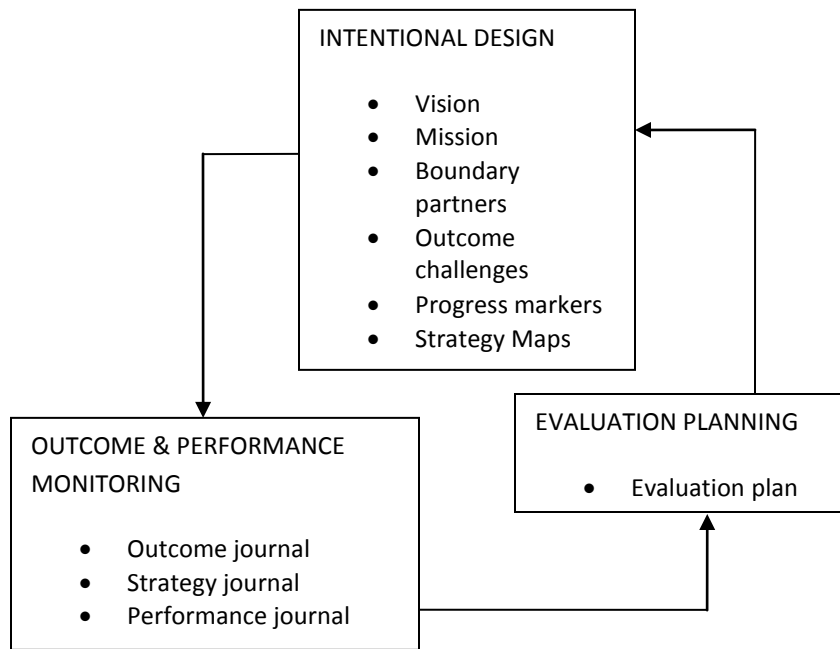 INTENTIONAL DESIGN
• Vision
• Mission
• Boundary
partners
• Outcome
challenges
• Progress markers
• Strategy Maps
OUTCOME & PERFORMANCE
MONITORING
• Outcome journal
• Strategy journal
• Performance journal
EVALUATION PLANNING
• Evaluation plan